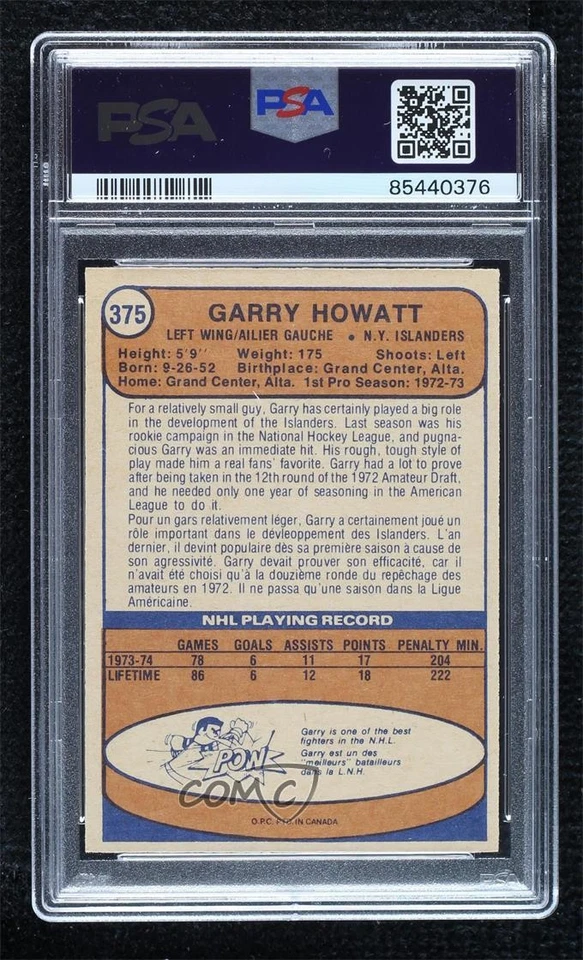 PSA
PSA
85440376
375
GARRY HOWATT
LEFT WING/AILIER GAUCHE • N.Y. ISLANDERS
Height: 5'9'' Weight: 175 Shoots: Left
Born: 9-26-52 Birthplace: Grand Center, Alta.
Home: Grand Center, Alta. 1st Pro Season: 1972-73
For a relatively small guy, Garry has certainly played a big role
in the development of the Islanders. Last season was his
rookie campaign in the National Hockey League, and pugna-
cious Garry was an immediate hit. His rough, tough style of
play made him a real fans' favorite. Garry had a lot to prove
after being taken in the 12th round of the 1972 Amateur Draft,
and he needed only one year of seasoning in the American
League to do it.
Pour un gars relativement léger, Garry a certainement joué un
rôle important dans le dévleoppement des Islanders. L'an
dernier, il devint populaire dès sa première saison à cause de
son agressivité. Garry devait prouver son efficacité, car il
n'avait été choisi qu'à la douzième ronde du repêchage des
amateurs en 1972. Il ne passa qu'une saison dans la Ligue
Américaine.
NHL PLAYING RECORD
GAMES GOALS ASSISTS POINTS PENALTY MIN.
1973-74 78 6 11 17 204
LIFETIME 86 6 12 18 222
Garry is one of the best
fighters in the N.H.L.
Garry est un des
"meilleurs" batailleurs
dans la L.N.H.
POW
COMC
O.P.C. PTD. IN CANADA